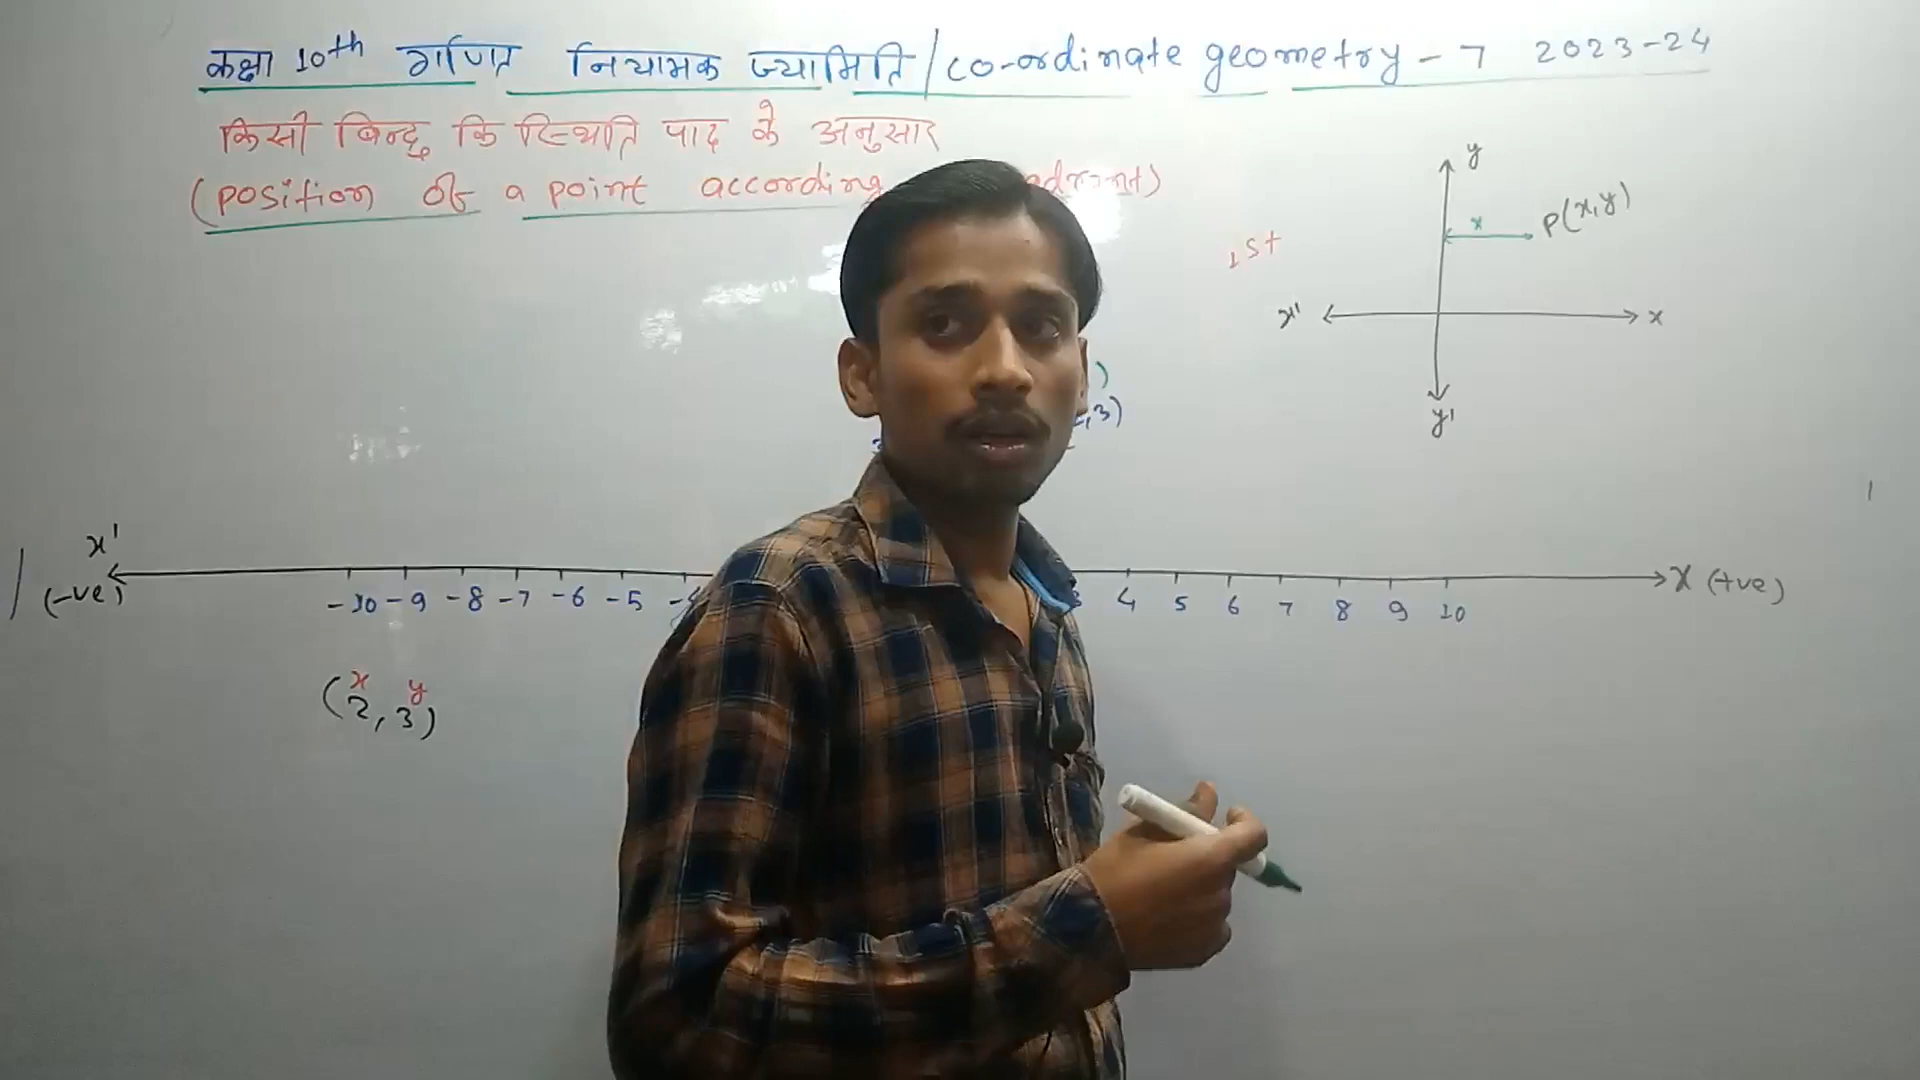 कक्षा 10th गणित नियामक ज्यामिति / co-ordinate geometry - 7 2023-24
किसी बिन्दु कि स्थिति पाद के अनुसार
(position of a point according
1st
y
P(x,y)
x
x' x
y'
,3)
x'
(-ve) x (+ve)
-10 -9 -8 -7 -6 -5 4 5 6 7 8 9 10
x y
(2, 3)